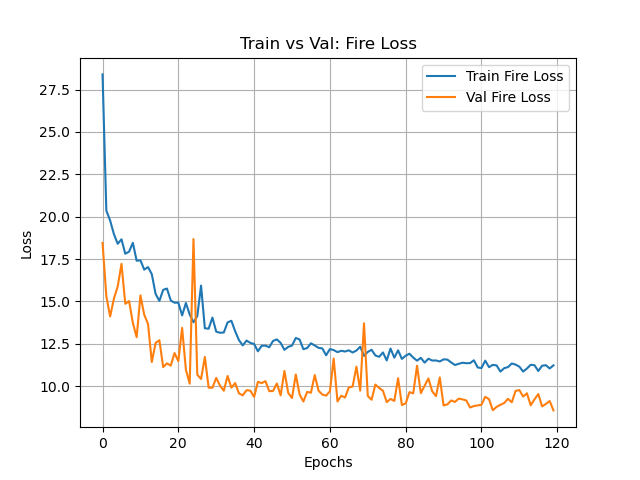 Train vs Val: Fire Loss
Train Fire Loss
Val Fire Loss
27.5
25.0
22.5
20.0
17.5
15.0
12.5
10.0
Loss
0 20 40 60 80 100 120
Epochs